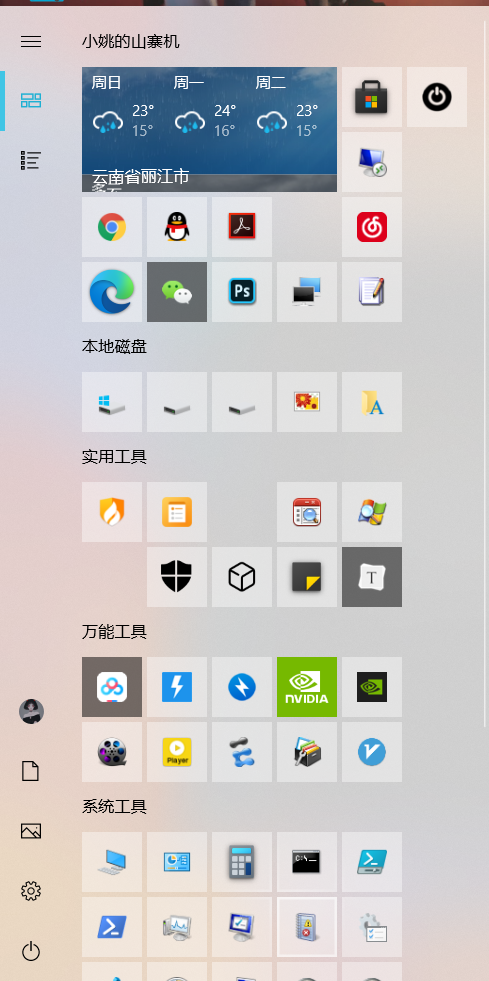 小姚的山寨机
周日 周一 周二
23° 24° 23°
15° 16° 15°
云南省丽江市
Ps
本地磁盘
A
实用工具
T
万能工具
NVIDIA
Player
系统工具
C:\_